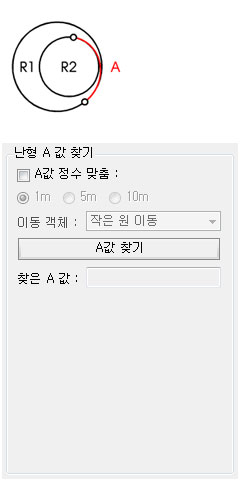 R1 R2 A
난형 A 값 찾기
A값 정수 맞춤 :
1m 5m 10m
이동 객체 : 작은 원 이동
A값 찾기
찾은 A 값 :